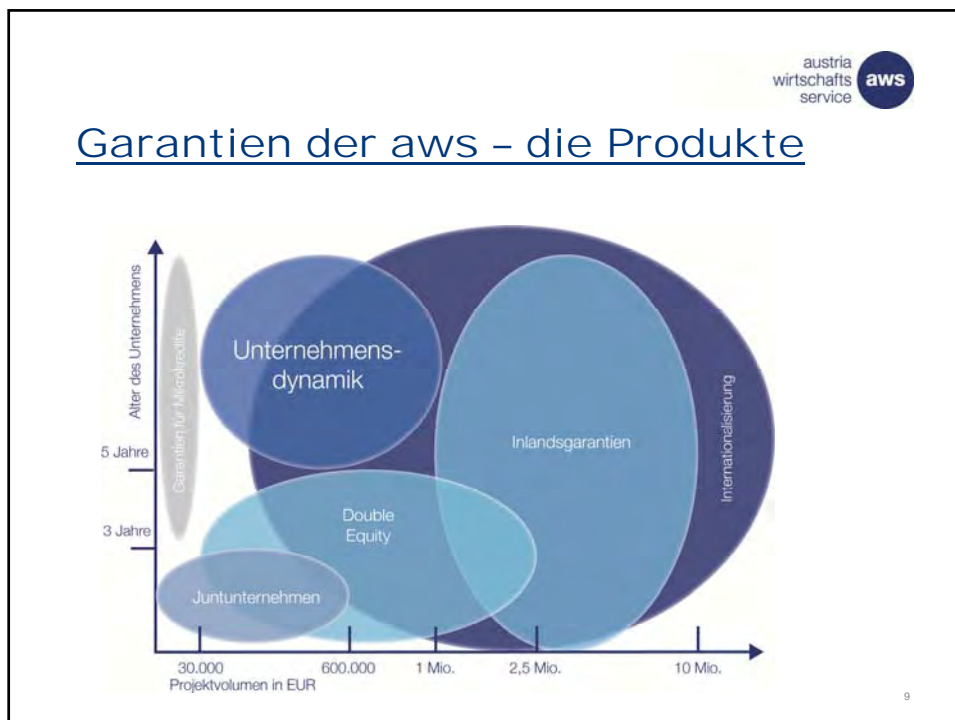 austria
wirtschafts
service
aws
Garantien der aws – die Produkte
Alter des Unternehmens
5 Jahre
3 Jahre
Garantien für Mikrokredite
Unternehmens-
dynamik
Double
Equity
Juntunternehmen
Inlandsgarantien
Internationalisierung
30.000
600.000
1 Mio.
2,5 Mio.
10 Mio.
Projektvolumen in EUR
9